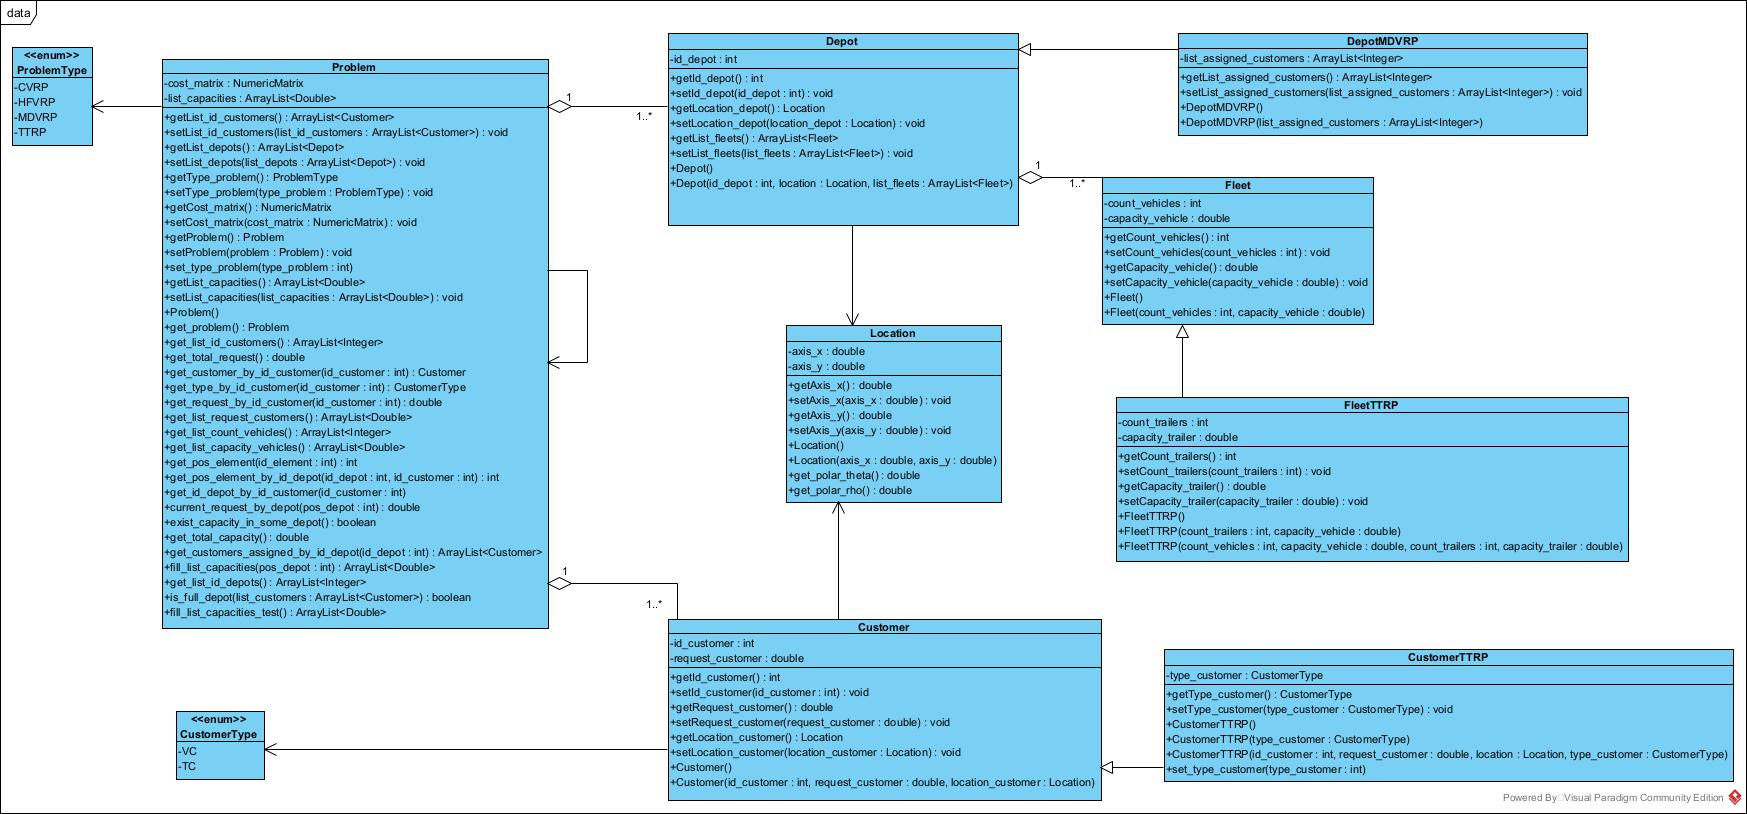 data
<<enum>>
ProblemType
-CVRP
-HFVRP
-MDVRP
-TTRP
Problem
-cost_matrix : NumericMatrix
-list_capacities : ArrayList<Double>
+getList_id_customers() : ArrayList<Customer>
+setList_id_customers(list_id_customers : ArrayList<Customer>) : void
+getList_depots() : ArrayList<Depot>
+setList_depots(list_depots : ArrayList<Depot>) : void
+getType_problem() : ProblemType
+setType_problem(type_problem : ProblemType) : void
+getCost_matrix() : NumericMatrix
+setCost_matrix(cost_matrix : NumericMatrix) : void
+getProblem() : Problem
+setProblem(problem : Problem) : void
+set_type_problem(type_problem : int)
+getList_capacities() : ArrayList<Double>
+setList_capacities(list_capacities : ArrayList<Double>) : void
+Problem()
+get_problem() : Problem
+get_list_id_customers() : ArrayList<Integer>
+get_total_request() : double
+get_customer_by_id_customer(id_customer : int) : Customer
+get_type_by_id_customer(id_customer : int) : CustomerType
+get_request_by_id_customer(id_customer : int) : double
+get_list_request_customers() : ArrayList<Double>
+get_list_count_vehicles() : ArrayList<Integer>
+get_list_capacity_vehicles() : ArrayList<Double>
+get_pos_element(id_element : int) : int
+get_pos_element_by_id_depot(id_depot : int, id_customer : int) : int
+get_id_depot_by_id_customer(id_customer : int)
+current_request_by_depot(pos_depot : int) : double
+exist_capacity_in_some_depot() : boolean
+get_total_capacity() : double
+get_customers_assigned_by_id_depot(id_depot : int) : ArrayList<Customer>
+fill_list_capacities(pos_depot : int) : ArrayList<Double>
+get_list_id_depots() : ArrayList<Integer>
+is_full_depot(list_customers : ArrayList<Customer>) : boolean
+fill_list_capacities_test() : ArrayList<Double>
1
1..*
1
1..*
Depot
-id_depot : int
+getId_depot() : int
+setId_depot(id_depot : int) : void
+getLocation_depot() : Location
+setLocation_depot(location_depot : Location) : void
+getList_fleets() : ArrayList<Fleet>
+setList_fleets(list_fleets : ArrayList<Fleet>) : void
+Depot()
+Depot(id_depot : int, location : Location, list_fleets : ArrayList<Fleet>)
1
1..*
DepotMDVRP
-list_assigned_customers : ArrayList<Integer>
+getList_assigned_customers() : ArrayList<Integer>
+setList_assigned_customers(list_assigned_customers : ArrayList<Integer>) : void
+DepotMDVRP()
+DepotMDVRP(list_assigned_customers : ArrayList<Integer>)
Fleet
-count_vehicles : int
-capacity_vehicle : double
+getCount_vehicles() : int
+setCount_vehicles(count_vehicles : int) : void
+getCapacity_vehicle() : double
+setCapacity_vehicle(capacity_vehicle : double) : void
+Fleet()
+Fleet(count_vehicles : int, capacity_vehicle : double)
Location
-axis_x : double
-axis_y : double
+getAxis_x() : double
+setAxis_x(axis_x : double) : void
+getAxis_y() : double
+setAxis_y(axis_y : double) : void
+Location()
+Location(axis_x : double, axis_y : double)
+get_polar_theta() : double
+get_polar_rho() : double
FleetTTRP
-count_trailers : int
-capacity_trailer : double
+getCount_trailers() : int
+setCount_trailers(count_trailers : int) : void
+getCapacity_trailer() : double
+setCapacity_trailer(capacity_trailer : double) : void
+FleetTTRP()
+FleetTTRP(count_trailers : int, capacity_vehicle : double)
+FleetTTRP(count_vehicles : int, capacity_vehicle : double, count_trailers : int, capacity_trailer : double)
<<enum>>
CustomerType
-VC
-TC
Customer
-id_customer : int
-request_customer : double
+getId_customer() : int
+setId_customer(id_customer : int) : void
+getRequest_customer() : double
+setRequest_customer(request_customer : double) : void
+getLocation_customer() : Location
+setLocation_customer(location_customer : Location) : void
+Customer()
+Customer(id_customer : int, request_customer : double, location_customer : Location)
CustomerTTRP
-type_customer : CustomerType
+getType_customer() : CustomerType
+setType_customer(type_customer : CustomerType) : void
+CustomerTTRP()
+CustomerTTRP(type_customer : CustomerType)
+CustomerTTRP(id_customer : int, request_customer : double, location : Location, type_customer : CustomerType)
+set_type_customer(type_customer : int)
Powered By Visual Paradigm Community Edition